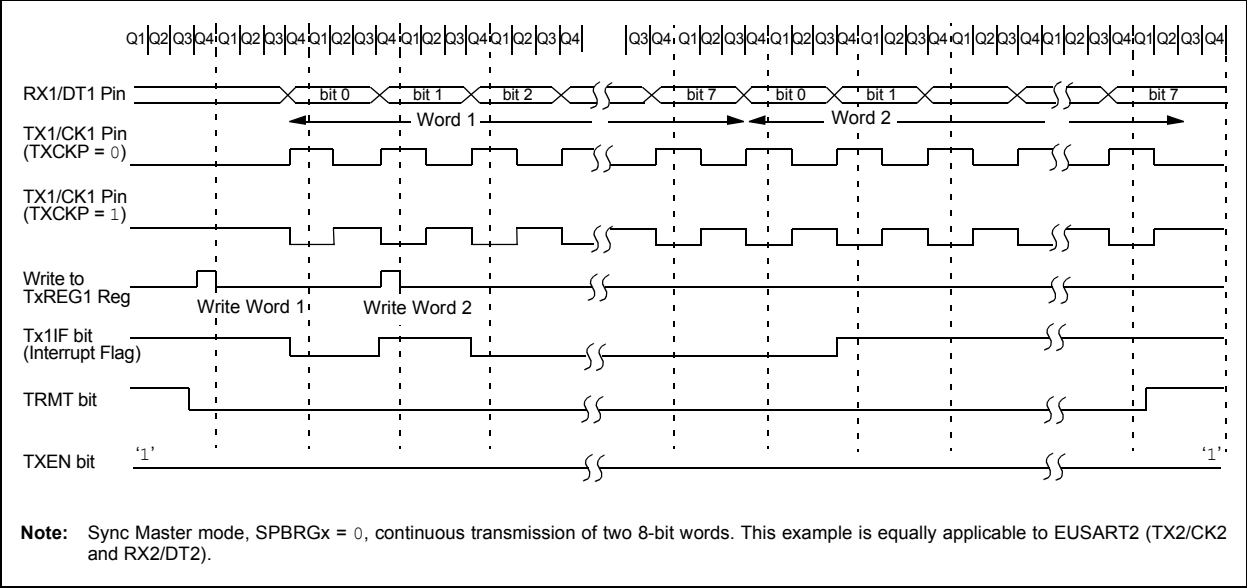 Q1 Q2 Q3 Q4 Q1 Q2 Q3 Q4 Q1 Q2 Q3 Q4 Q1 Q2 Q3 Q4 Q1 Q2 Q3 Q4 Q3 Q4 Q1 Q2 Q3 Q4 Q1 Q2 Q3 Q4 Q1 Q2 Q3 Q4 Q1 Q2 Q3 Q4 Q1 Q2 Q3 Q4 Q1 Q2 Q3 Q4
RX1/DT1 Pin bit 0 bit 1 bit 2 bit 7 bit 0 bit 1 bit 7
Word 1 Word 2
TX1/CK1 Pin
(TXCKP = 0)
TX1/CK1 Pin
(TXCKP = 1)
Write to
TxREG1 Reg
Write Word 1 Write Word 2
Tx1IF bit
(Interrupt Flag)
TRMT bit
TXEN bit ‘1’ ‘1’
Note: Sync Master mode, SPBRGx = 0, continuous transmission of two 8-bit words. This example is equally applicable to EUSART2 (TX2/CK2
and RX2/DT2).